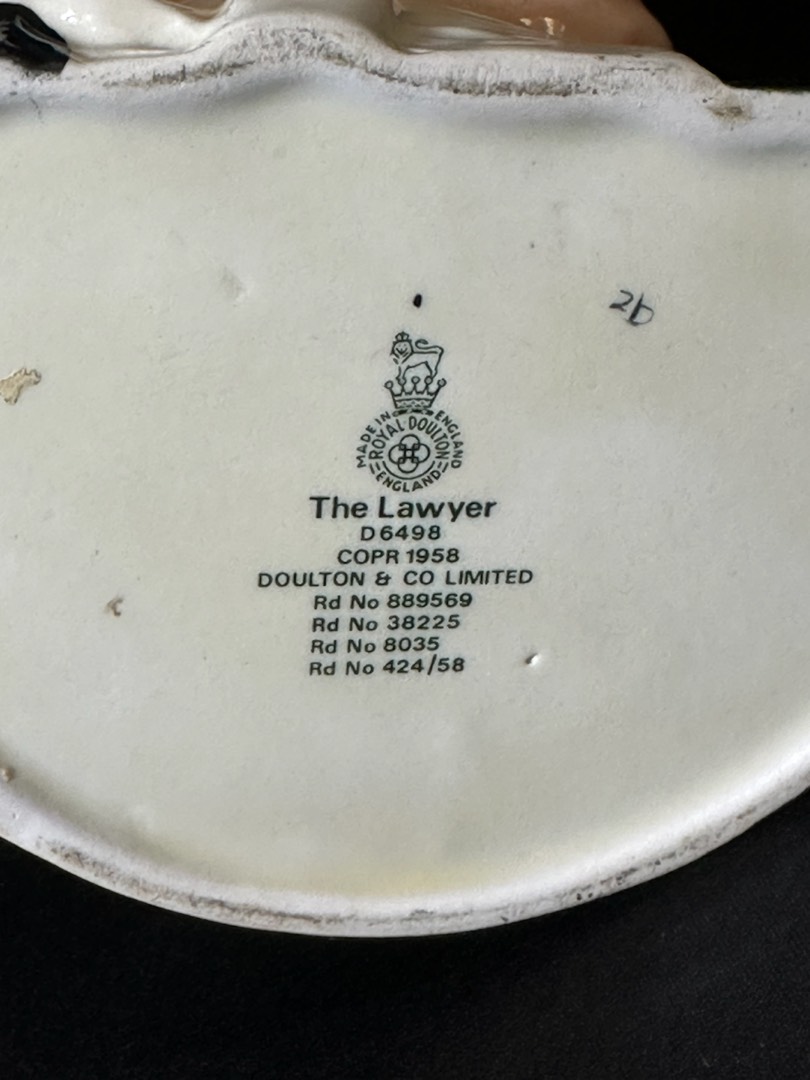 2b
MADE IN ENGLAND
ROYAL DOULTON
ENGLAND
The Lawyer
D6498
COPR 1958
DOULTON & CO LIMITED
Rd No 889569
Rd No 38225
Rd No 8035
Rd No 424/58